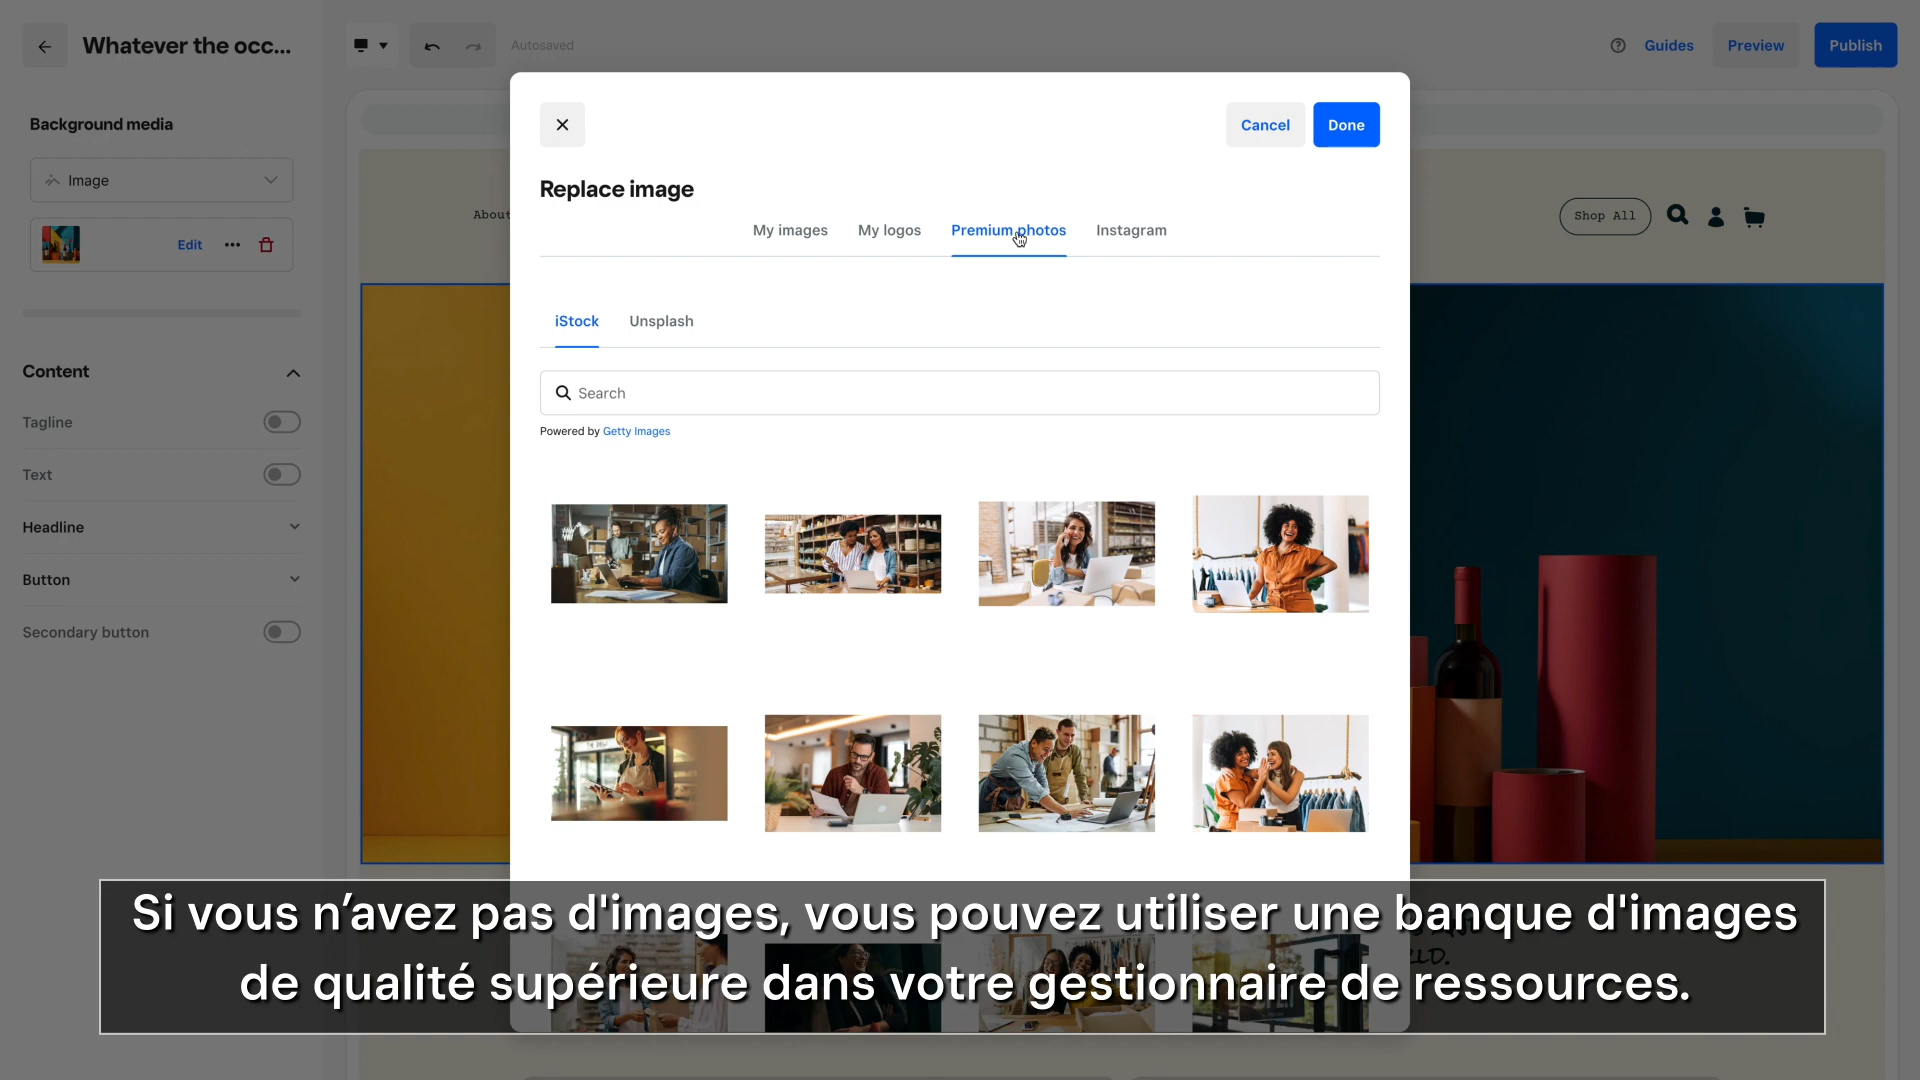 Whatever the occ...
Autosaved
Guides
Preview
Publish
Background media
Image
Edit
Content
Tagline
Text
Headline
Button
Secondary button
About
Shop All
Cancel
Done
Replace image
My images
My logos
Premium photos
Instagram
iStock
Unsplash
Search
Powered by Getty Images
Si vous n’avez pas d'images, vous pouvez utiliser une banque d'images
de qualité supérieure dans votre gestionnaire de ressources.